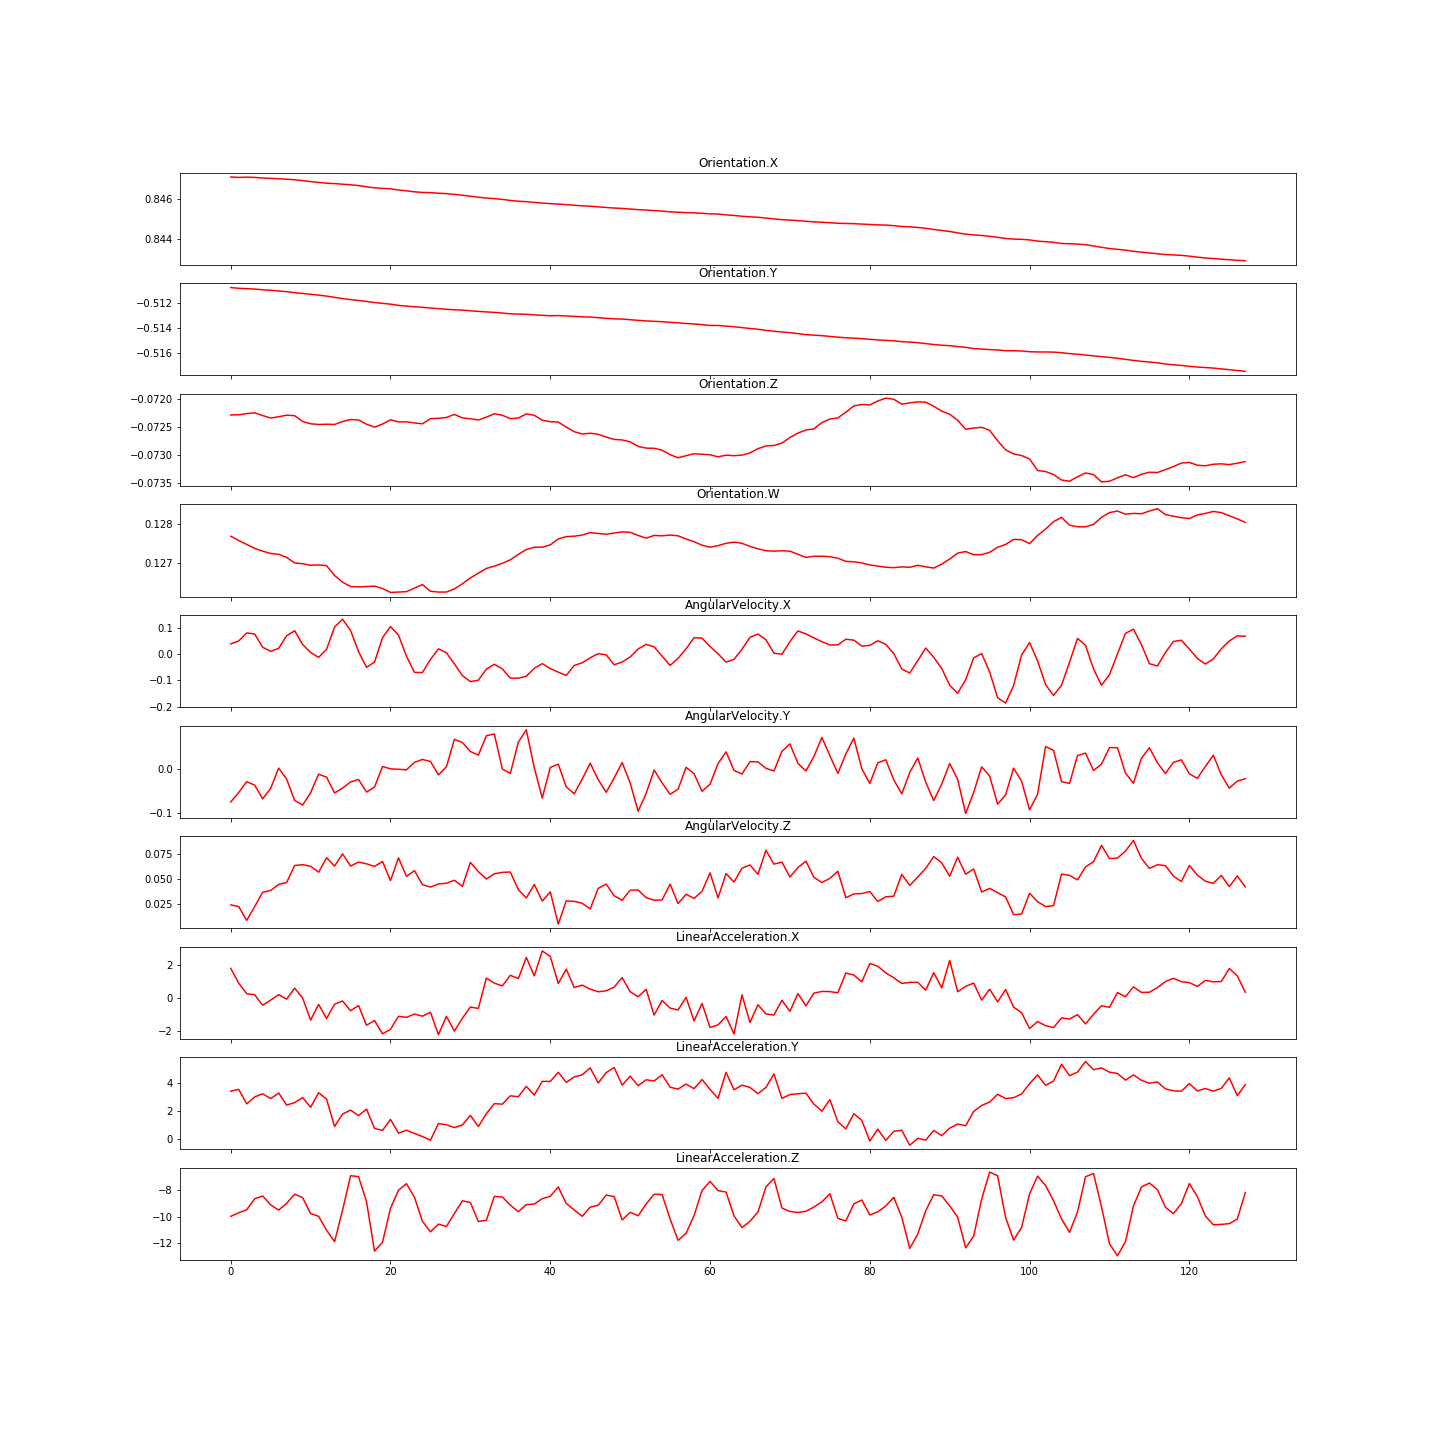 Orientation.X
0.846
0.844
Orientation.Y
−0.512
−0.514
−0.516
Orientation.Z
−0.0720
−0.0725
−0.0730
−0.0735
Orientation.W
0.128
0.127
AngularVelocity.X
0.1
0.0
−0.1
−0.2
AngularVelocity.Y
0.0
−0.1
AngularVelocity.Z
0.075
0.050
0.025
LinearAcceleration.X
2
0
−2
LinearAcceleration.Y
4
2
0
LinearAcceleration.Z
−8
−10
−12
0 20 40 60 80 100 120